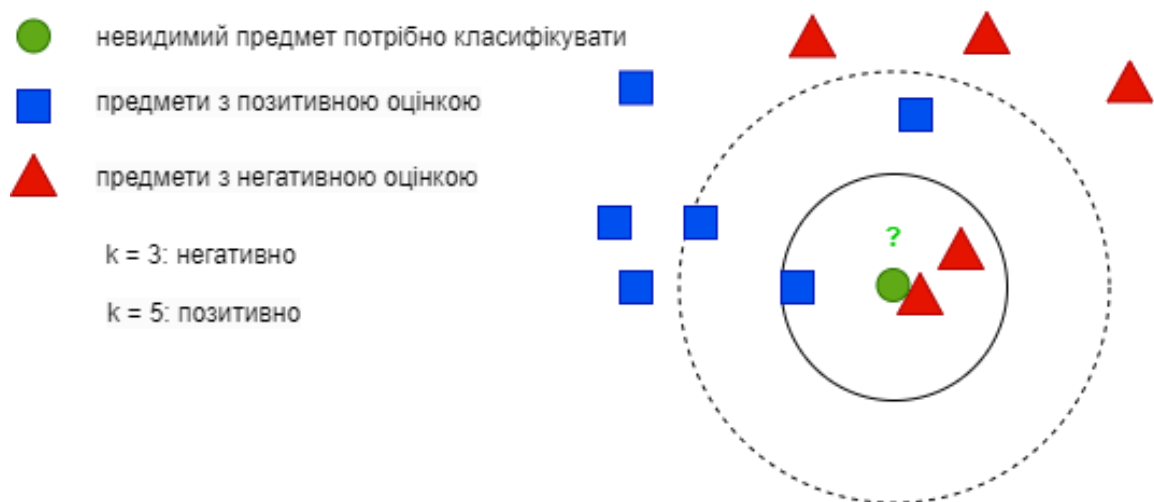 невидимий предмет потрібно класифікувати
предмети з позитивною оцінкою
предмети з негативною оцінкою
k = 3: негативно
k = 5: позитивно
?